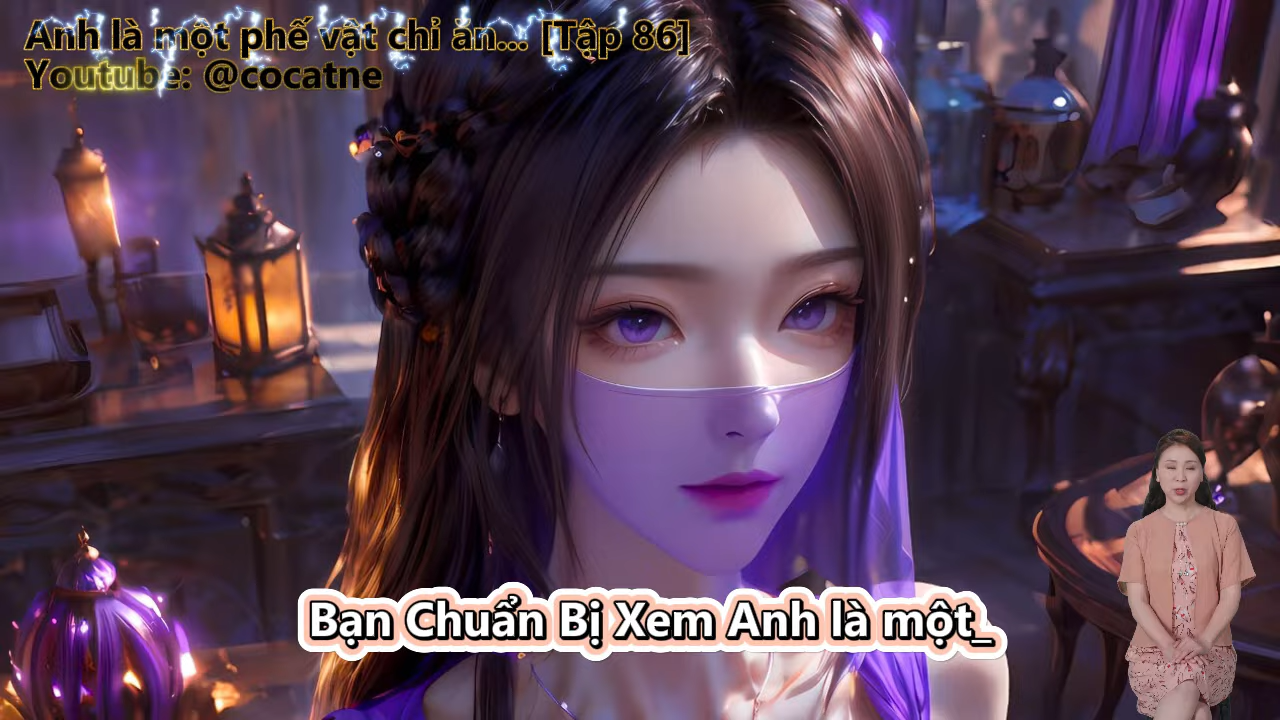 Anh là một phế vật chỉ ăn... [Tập 86]
Youtube: @cocatne
Bạn Chuẩn Bị Xem Anh là một_